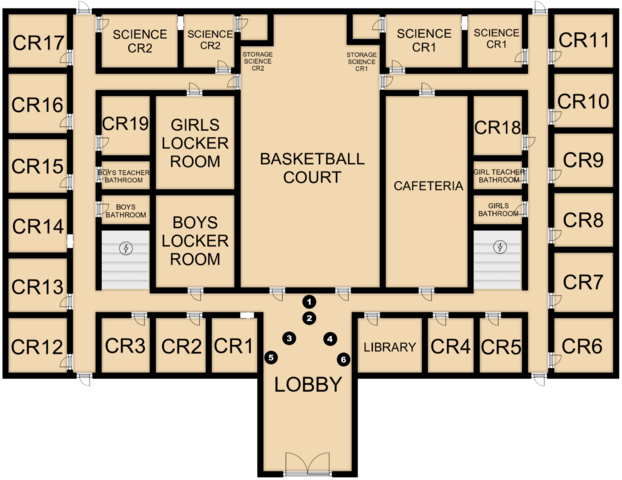 CR17
SCIENCE
CR2
SCIENCE
CR2
STORAGE
SCIENCE
CR2
STORAGE
SCIENCE
CR1
SCIENCE
CR1
SCIENCE
CR1
CR11
CR16
CR19
GIRLS
LOCKER
ROOM
BASKETBALL
COURT
CAFETERIA
CR18
CR10
CR15
BOYS TEACHER
BATHROOM
GIRL TEACHER
BATHROOM
CR9
CR14
BOYS
BATHROOM
BOYS
LOCKER
ROOM
GIRLS
BATHROOM
CR8
CR13
CR7
1
2
3
4
5
6
CR12
CR3
CR2
CR1
LOBBY
LIBRARY
CR4
CR5
CR6